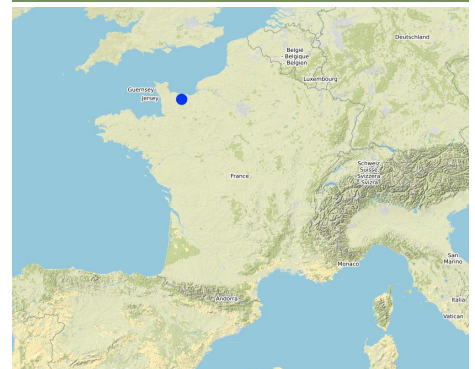 België
- Belgique
- Belgien
Deutschland
Luxembourg
Guernsey
Jersey
France
Schweiz
Suisse
Svizzera
Svizra
Monaco
San
Marino
Andorra
Italia
Vatican